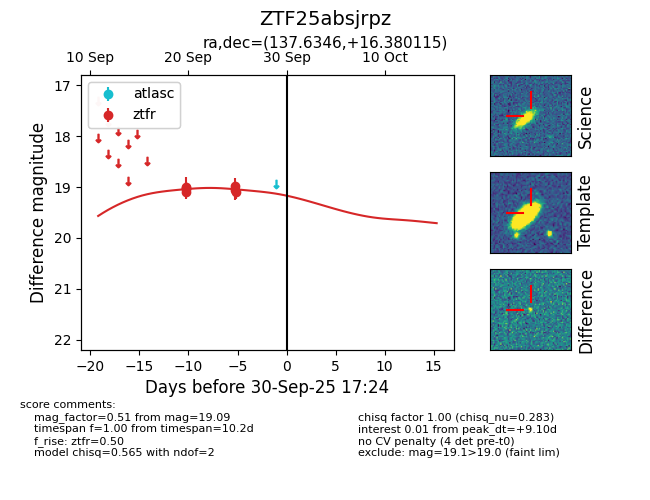 ZTF25absjrpz
ra,dec=(137.6346,+16.380115)
10 Sep 20 Sep 30 Sep 10 Oct
atlasc
ztfr
17
18
19
20
21
22
Difference magnitude
−20 −15 −10 −5 0 5 10 15
Days before 30-Sep-25 17:24
Science
Template
Difference
score comments:
mag_factor=0.51 from mag=19.09
timespan f=1.00 from timespan=10.2d
f_rise: ztfr=0.50
model chisq=0.565 with ndof=2
chisq factor 1.00 (chisq_nu=0.283)
interest 0.01 from peak_dt=+9.10d
no CV penalty (4 det pre-t0)
exclude: mag=19.1>19.0 (faint lim)